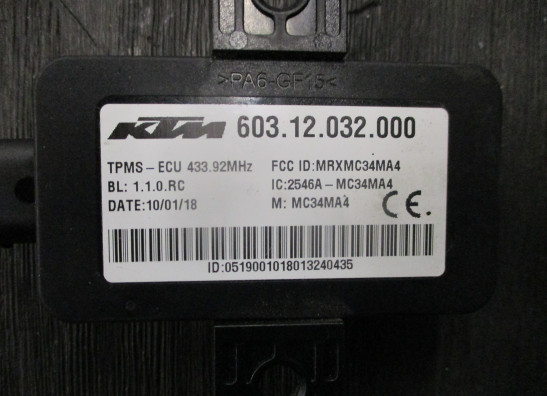 >PA6-GF15<
KTM 603.12.032.000
TPMS-ECU 433.92MHz FCC ID:MRXMC34MA4
BL: 1.1.0.RC IC:2546A-MC34MA4
DATE:10/01/18 M: MC34MA4 CE.
ID:0519001018013240435